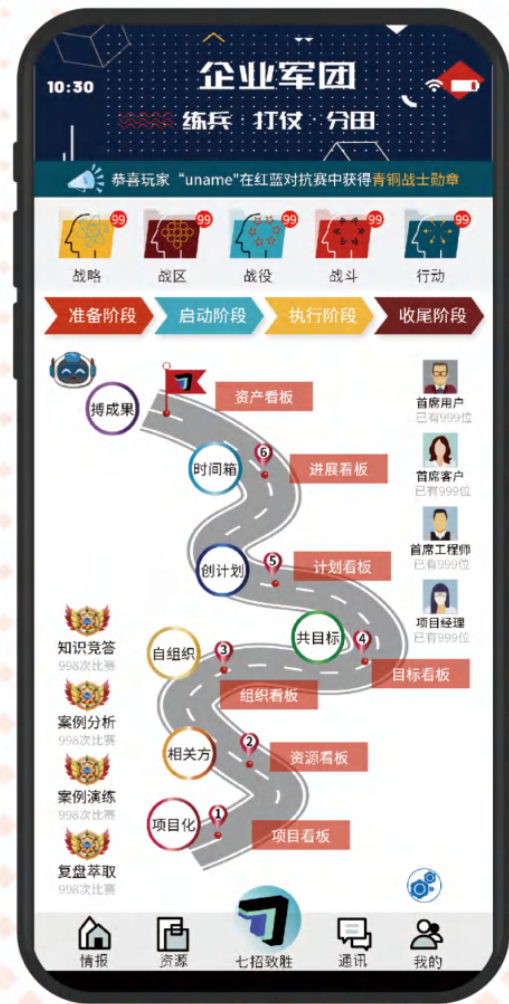 10:30
企业军团
练兵·打仗·分田
恭喜玩家“uname”在红蓝对抗赛中获得青铜战士勋章
99 99 99 99 99
战略 战区 战役 战斗 行动
准备阶段 启动阶段 执行阶段 收尾阶段
搏成果
资产看板
首席用户
已有999位
时间箱
6
进展看板
首席客户
已有999位
创计划
5
计划看板
首席工程师
已有999位
共目标
4
目标看板
项目经理
已有999位
自组织
3
组织看板
知识竞答
998次比赛
相关方
2
资源看板
案例分析
998次比赛
案例演练
998次比赛
项目化
1
项目看板
复盘萃取
998次比赛
情报 资源 七招致胜 通讯 我的